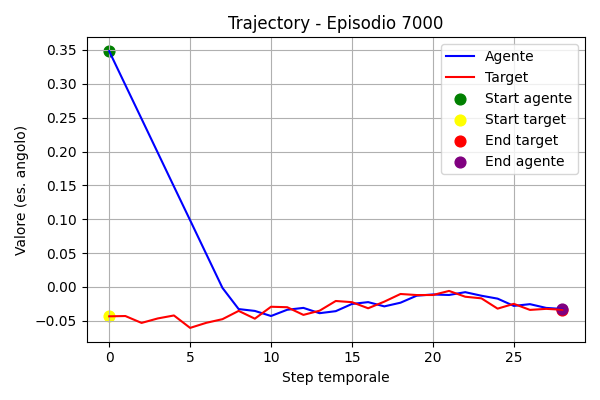 Trajectory - Episodio 7000
Agente
Target
Start agente
Start target
End target
End agente
Valore (es. angolo)
0.35
0.30
0.25
0.20
0.15
0.10
0.05
0.00
−0.05
0 5 10 15 20 25
Step temporale